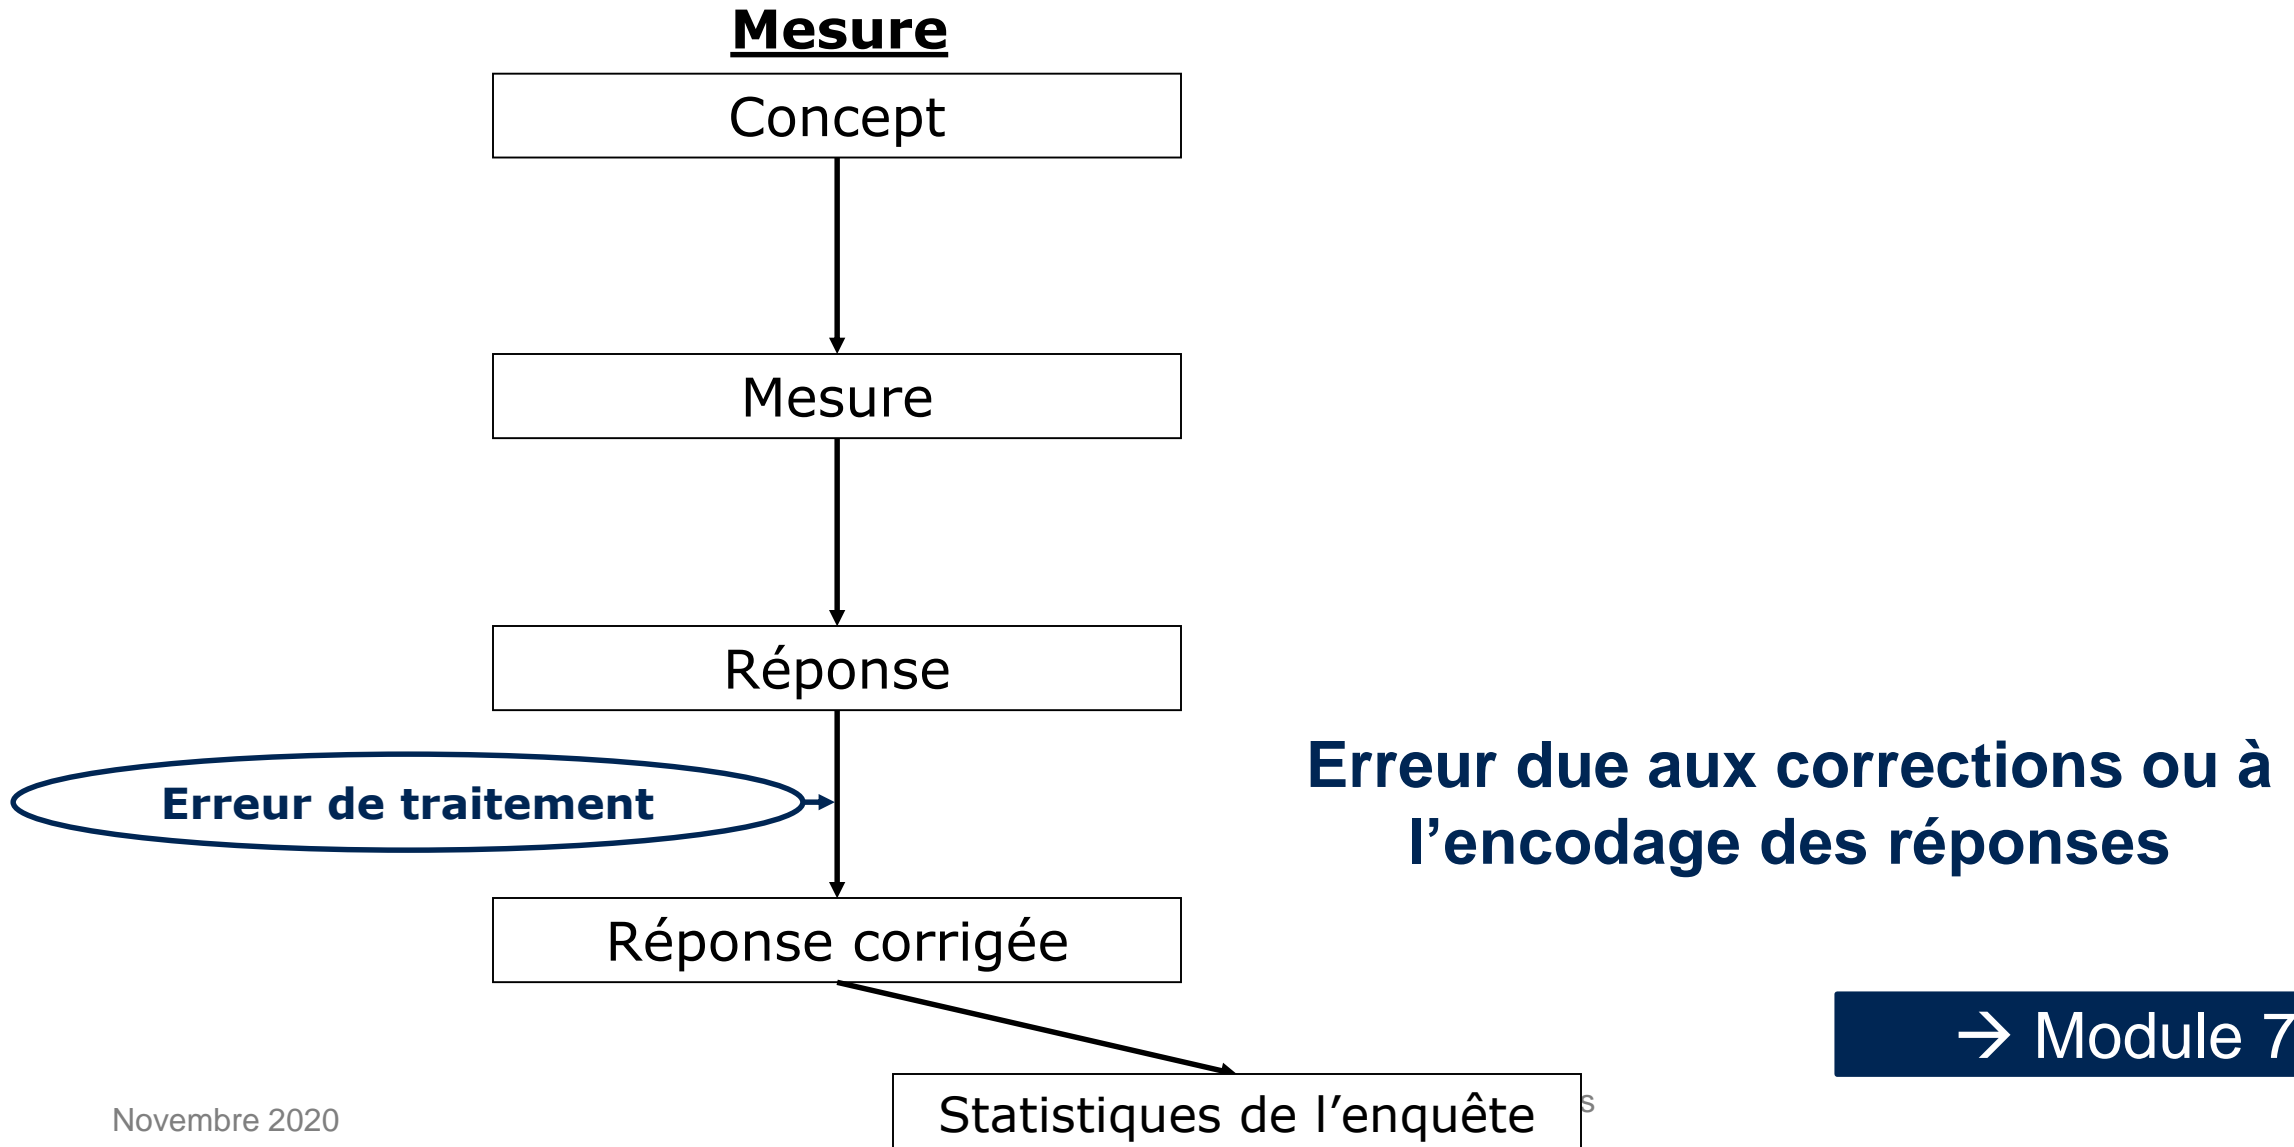 Mesure
Concept
Mesure
Réponse
Erreur de traitement
Erreur due aux corrections ou à
l’encodage des réponses
Réponse corrigée
→ Module 7
Statistiques de l’enquête
s
Novembre 2020